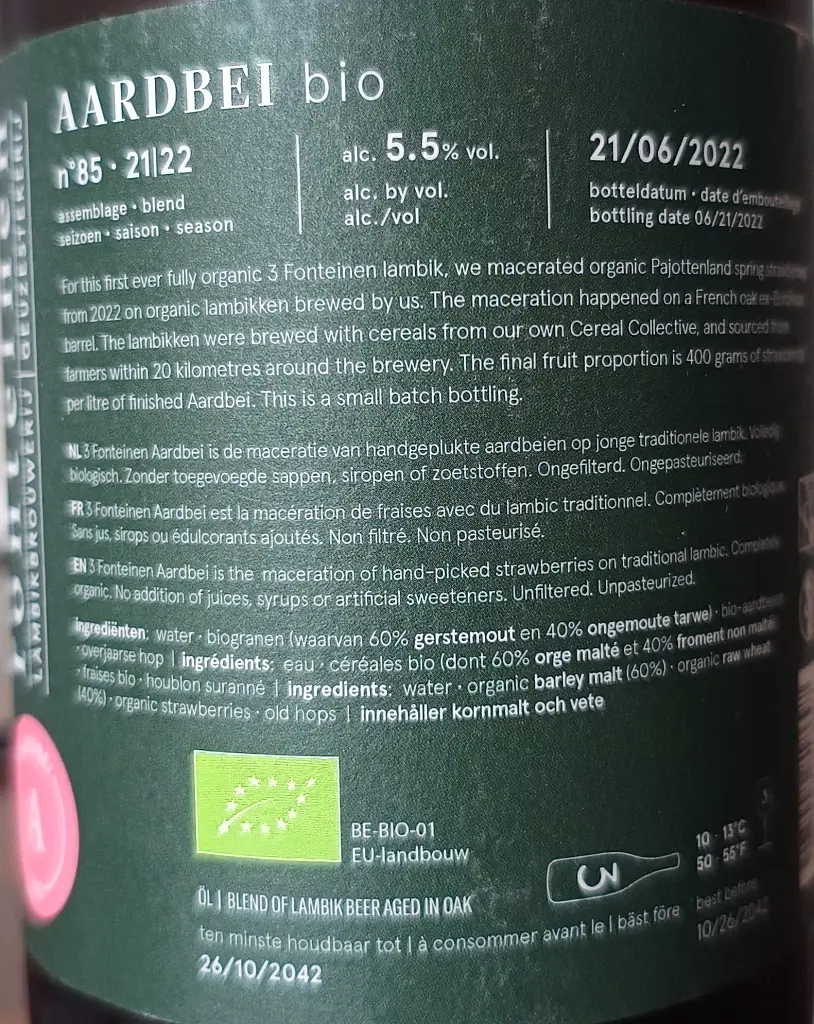 AARDBEI bio
n°85 · 21|22
assemblage · blend
seizoen · saison · season
alc. 5.5% vol.
alc. by vol.
alc./vol
21/06/2022
botteldatum · date d'embouteillage
bottling date 06/21/2022
For this first ever fully organic 3 Fonteinen lambik, we macerated organic Pajottenland spring
from 2022 on organic lambikken brewed by us. The maceration happened on a French oak
barrel. The lambikken were brewed with cereals from our own Cereal Collective, and sourced from
farmers within 20 kilometres around the brewery. The final fruit proportion is 400 grams of
per litre of finished Aardbei. This is a small batch bottling.
NL 3 Fonteinen Aardbei is de maceratie van handgeplukte aardbeien op jonge traditionele lambik. Volledig
biologisch. Zonder toegevoegde sappen, siropen of zoetstoffen. Ongefilterd. Ongepasteuriseerd.
FR 3 Fonteinen Aardbei est la macération de fraises avec du lambic traditionnel. Complètement biologique.
Sans jus, sirops ou édulcorants ajoutés. Non filtré. Non pasteurisé.
EN 3 Fonteinen Aardbei is the maceration of hand-picked strawberries on traditional lambic. Completely
organic. No addition of juices, syrups or artificial sweeteners. Unfiltered. Unpasteurized.
Ingrediënten: water · biogranen (waarvan 60% gerstemout en 40% ongemoute tarwe) · bio-aardbeien
· overjaarse hop | ingrédients: eau · céréales bio (dont 60% orge malté et 40% froment non malté)
· fraises bio · houblon suranné | ingredients: water · organic barley malt (60%) · organic raw wheat
(40%) · organic strawberries · old hops | innehåller kornmalt och vete
BE-BIO-01
EU-landbouw
3
10 · 13°C
50 · 55°F
ÖL | BLEND OF LAMBIK BEER AGED IN OAK
ten minste houdbaar tot | à consommer avant le | bäst före
best before
26/10/2042
10/26/2042
LAMBIKBROUWERIJ | GEUZESTEKERIJ
A